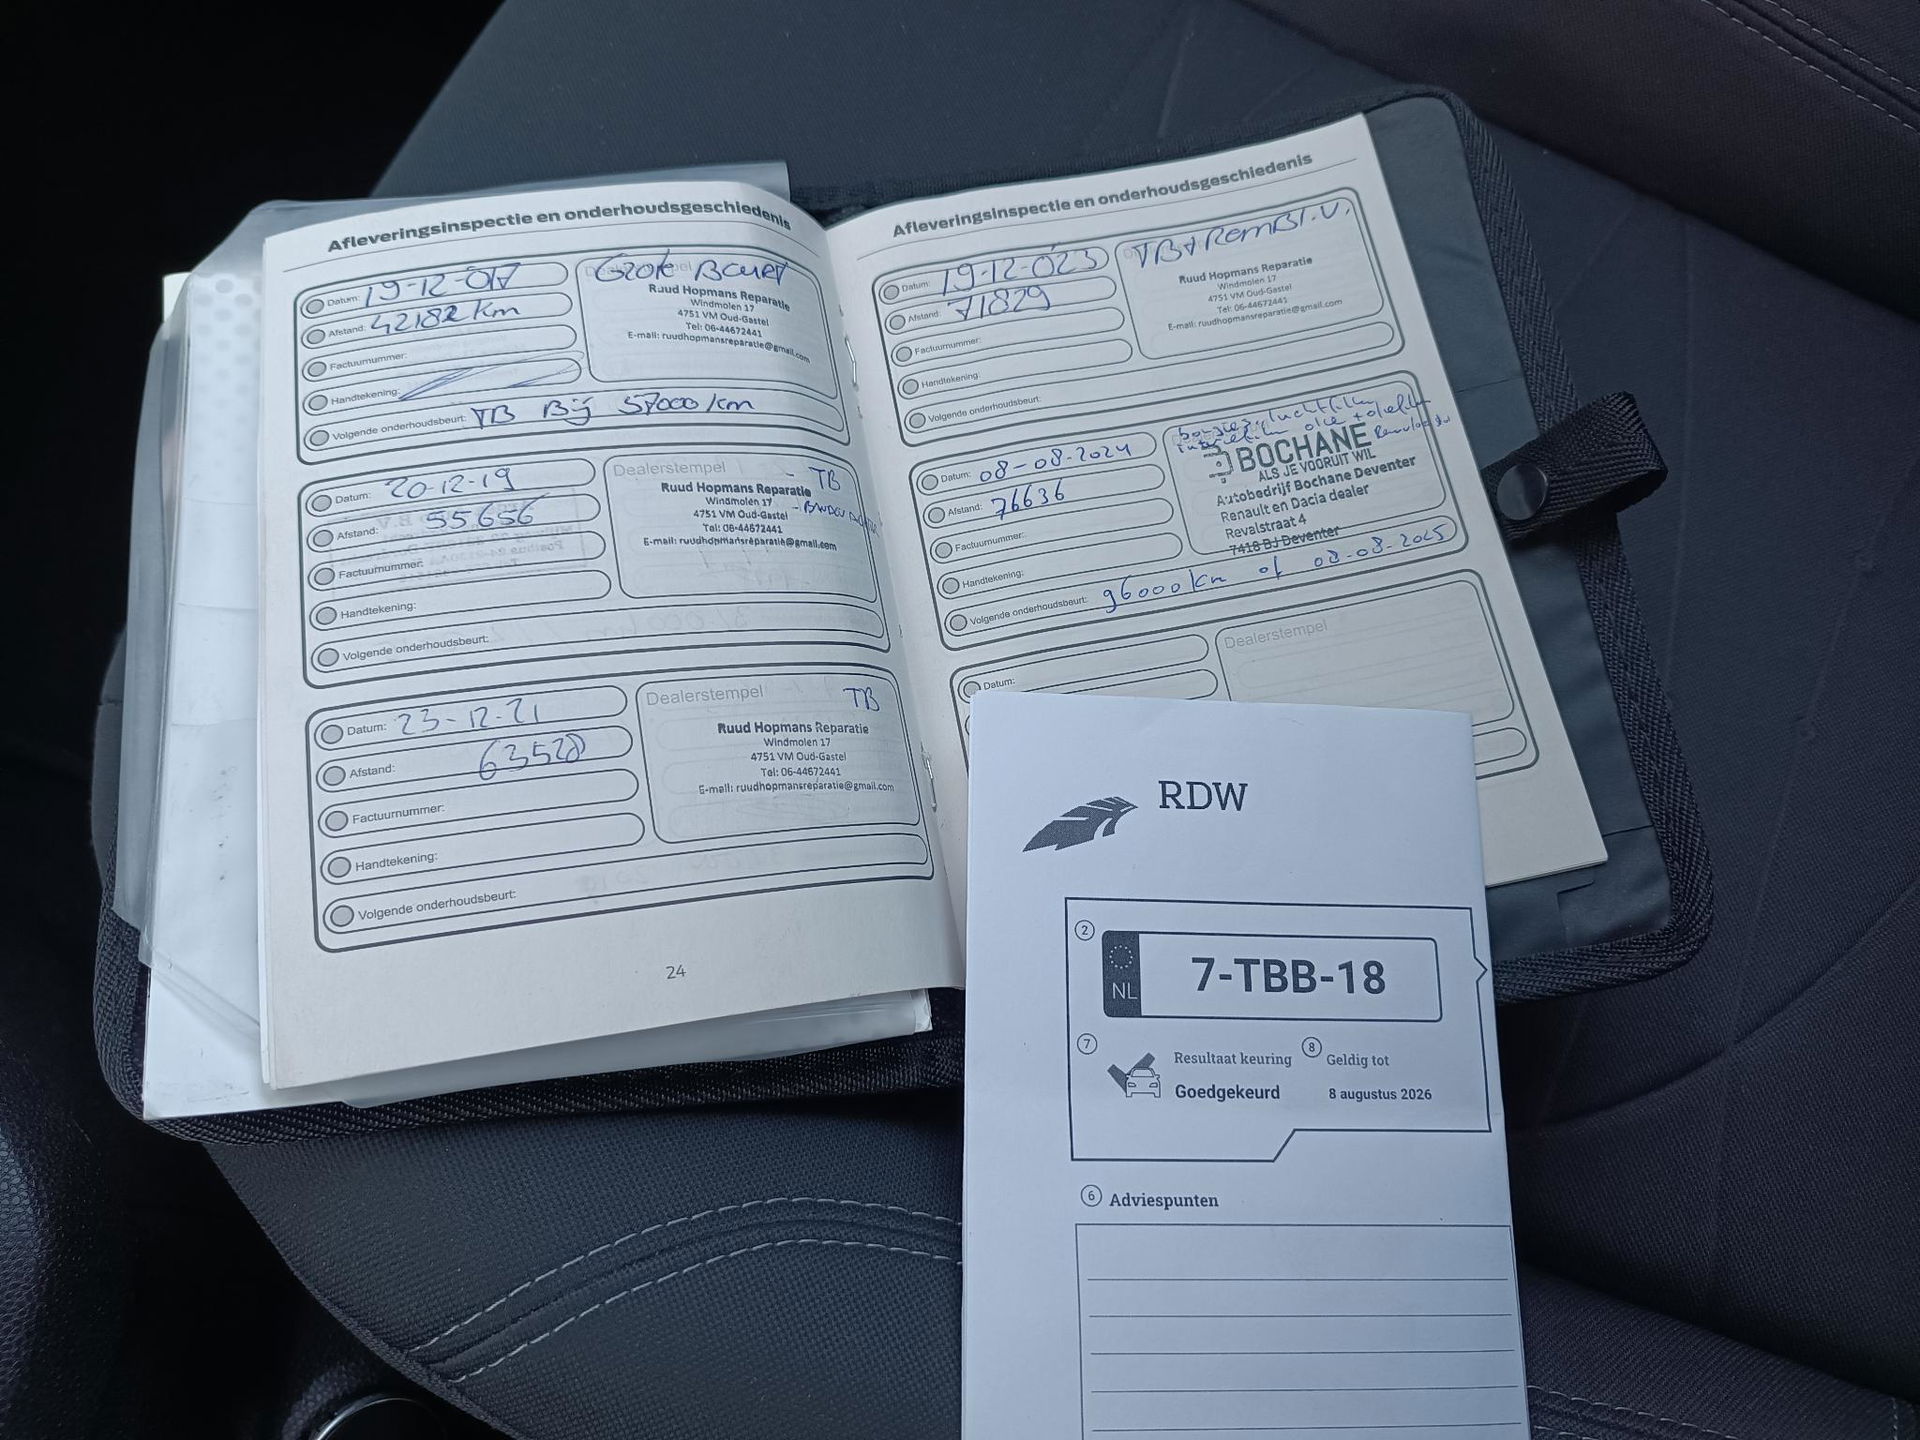 Afleveringsinspectie en onderhoudsgeschiedenis
Datum: 19-12-017
Afstand: 42182 km
Factuurnummer:
Handtekening:
Volgende onderhoudsbeurt: TB Bij 57000 km
Grote Beurt
Ruud Hopmans Reparatie
Windmolen 17
4751 VM Oud-Gastel
Tel: 06-44672441
E-mail: ruudhopmansreparatie@gmail.com
Datum: 20-12-19
Afstand: 55656
Factuurnummer:
Handtekening:
Volgende onderhoudsbeurt:
Dealerstempel - TB
Ruud Hopmans Reparatie
Windmolen 17
4751 VM Oud-Gastel
Tel: 06-44672441
E-mail: ruudhopmansreparatie@gmail.com
Datum: 23-12-21
Afstand: 63528
Factuurnummer:
Handtekening:
Volgende onderhoudsbeurt:
Dealerstempel TB
Ruud Hopmans Reparatie
Windmolen 17
4751 VM Oud-Gastel
Tel: 06-44672441
E-mail: ruudhopmansreparatie@gmail.com
24
Afleveringsinspectie en onderhoudsgeschiedenis
Datum: 19-12-023
Afstand: 71829
Factuurnummer:
Handtekening:
Volgende onderhoudsbeurt:
TB+RemBl.V.
Ruud Hopmans Reparatie
Windmolen 17
4751 VM Oud-Gastel
Tel: 06-44672441
E-mail: ruudhopmansreparatie@gmail.com
Datum: 08-08-2024
Afstand: 76636
Factuurnummer:
Handtekening:
Volgende onderhoudsbeurt: 96000 km of 08-08-2025
luchtfilter
olie + oliefilter
BOCHANE
ALS JE VOORUIT WIL
Autobedrijf Bochane Deventer
Renault en Dacia dealer
Revalstraat 4
7418 BJ Deventer
Datum:
Dealerstempel
RDW
2
NL 7-TBB-18
7 Resultaat keuring
Goedgekeurd
8 Geldig tot
8 augustus 2026
6 Adviespunten